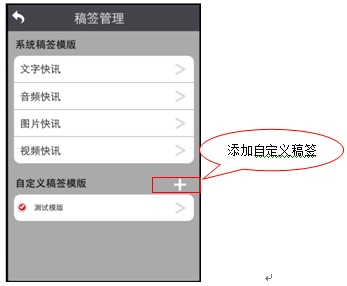 稿签管理
系统稿签模版
文字快讯
音频快讯
图片快讯
视频快讯
添加自定义稿签
自定义稿签模版
测试模版